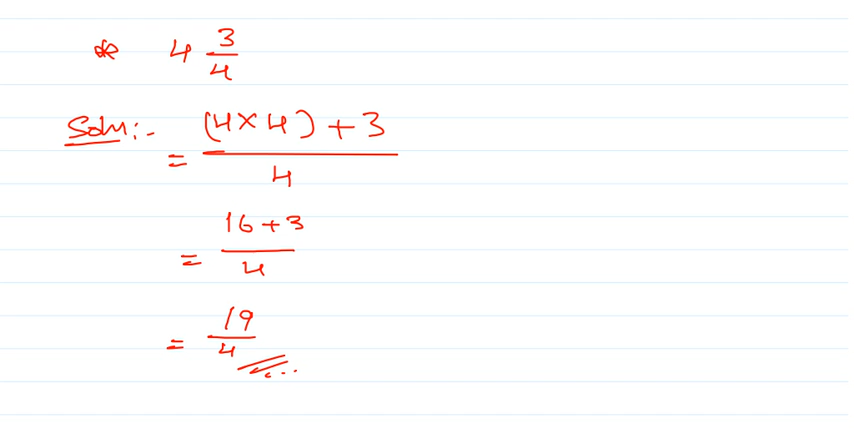 * 4 3/4
Soln:- = (4×4) + 3 / 4
= 16 + 3 / 4
= 19/4